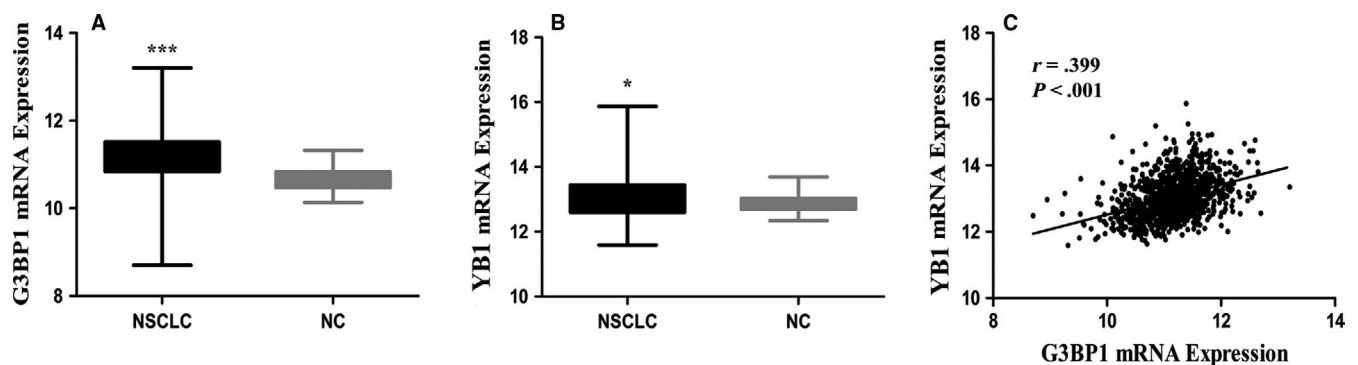 A
G3BP1 mRNA Expression
14
12
10
8
***
NSCLC
NC
B
YB1 mRNA Expression
18
16
14
12
10
*
NSCLC
NC
C
YB1 mRNA Expression
18
16
14
12
10
r = .399
P < .001
8
10
12
14
G3BP1 mRNA Expression